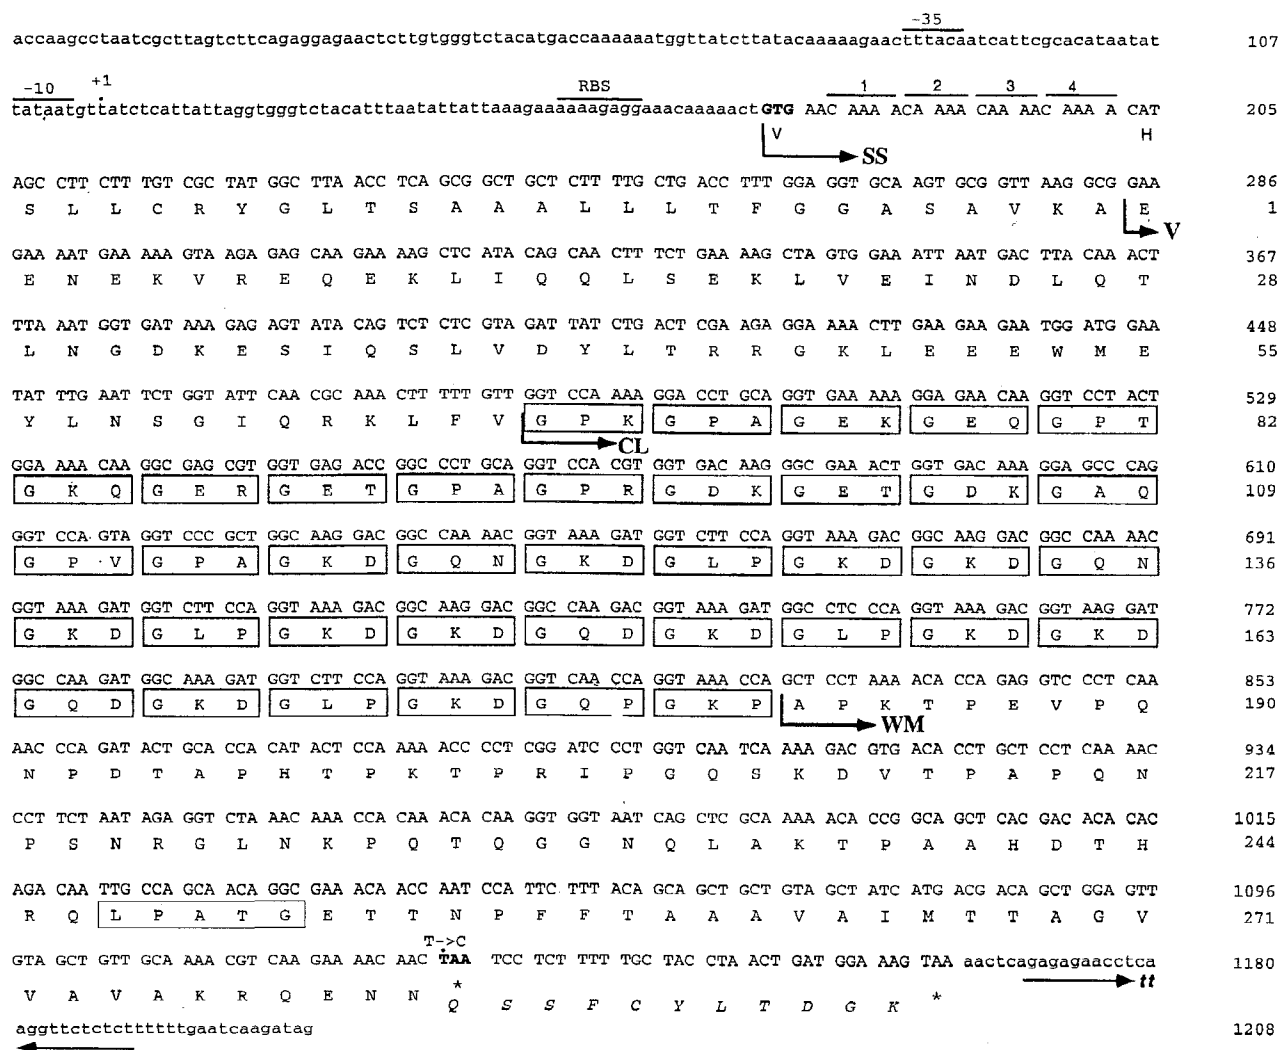 -35
accaagcctaatcgcttagtcttcagaggagaactcttgtgggtctacatgaccaaaaaatggttatcttatacaaaaagaactttacaatcattcgcacataatat 107
-10 +1 RBS 1 2 3 4
tataatgttatctcattattaggtgggtctacatttaatattattaaagaaaaagaggaaacaaaaactGTG AAC CAAA ACAAA ACAAA ACAAA A CAT 205
V H
SS
AGC CTT CTT TGT CGC TAT GGC TTA ACC TCA GCG GCT GCT CTT TTG CTG ACC TTT GGA GGT GCA AGT GCG GTT AAG GCG GAA 286
S L L C R Y G L T S A A A L L L T F G G A S A V K A E 1
V
GAA AAT GAA AAA GTA AGA GAG CAA GAA AAG CTC ATA CAG CAA CTT TCT GAA AAG CTA GTG GAA ATT AAT GAC TTA CAA ACT 367
E N E K V R E Q E K L I Q Q L S E K L V E I N D L Q T 28
TTA AAT GGT GAT AAA GAG AGT ATA CAG TCT CTC GTA GAT TAT CTG ACT CGA AGA GGA AAA CTT GAA GAA GAA TGG ATG GAA 448
L N G D K E S I Q S L V D Y L T R R G K L E E E W M E 55
TAT TTG AAT TCT GGT ATT CAA CGC AAA CTT TTT GTT GGT CCA AAA GGA CCT GCA GGT GAA AAA GGA GAA CAA GGT CCT ACT 529
Y L N S G I Q R K L F V G P K G P A G E K G E Q G P T 82
CL
GGA AAA CAA GGC GAG CGT GGT GAG ACC GGC CCT GCA GGT CCA CGT GGT GAC AAG GGC GAA ACT GGT GAC AAA GGA GCC CAG 610
G K Q G E R G E T G P A G P R G D K G E T G D K G A Q 109
GGT CCA GTA GGT CCC GCT GGC AAG GAC GGC CAA AAC GGT AAA GAT GGT CTT CCA GGT AAA GAC GGC AAG GAC GGC CAA AAC 691
G P V G P A G K D G Q N G K D G L P G K D G K D G Q N 136
GGT AAA GAT GGT CTT CCA GGT AAA GAC GGC AAG GAC GGC CAA GAC GGT AAA GAT GGC CTC CCA GGT AAA GAC GGT AAG GAT 772
G K D G L P G K D G K D G Q D G K D G L P G K D G K D 163
GGC CAA GAT GGC AAA GAT GGT CTT CCA GGT AAA GAC GGT CAA CCA GGT AAA CCA GCT CCT AAA ACA CCA GAG GTC CCT CAA 853
G Q D G K D G L P G K D G Q P G K P A P K T P E V P Q 190
WM
AAC CCA GAT ACT GCA CCA CAT ACT CCA AAA ACC CCT CGG ATC CCT GGT CAA TCA AAA GAC GTG ACA CCT GCT CCT CAA AAC 934
N P D T A P H T P K T P R I P G Q S K D V T P A P Q N 217
CCT TCT AAT AGA GGT CTA AAC AAA CCA CAA ACA CAA GGT GGT AAT CAG CTC GCA AAA ACA CCG GCA GCT CAC GAC ACA CAC 1015
P S N R G L N K P Q T Q G G N Q L A K T P A A H D T H 244
AGA CAA TTG CCA GCA ACA GGC GAA ACA ACC AAT CCA TTC TTT ACA GCA GCT GCT GTA GCT ATC ATG ACG ACA GCT GGA GTT 1096
R Q L P A T G E T T N P F F T A A A V A I M T T A G V 271
T->C
GTA GCT GTT GCA AAA CGT CAA GAA AAC AAC TAA TCC TCT TTT TGC TAC CTA ACT GAT GGA AAG TAA aactcagagagaacctca 1180
V A V A K R Q E N N * Q S S F C Y L T D G K * tt
aggttctctctttttttgaatcaagatag 1208